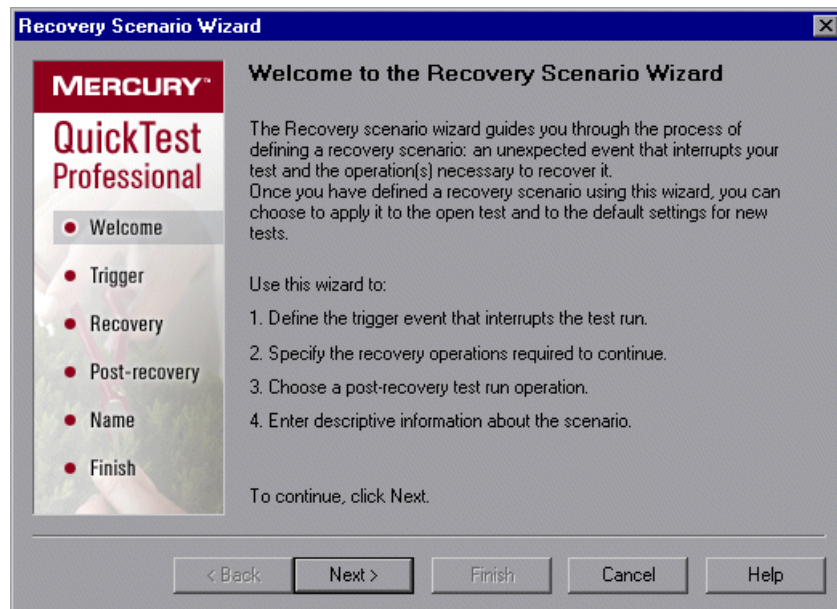 Recovery Scenario Wizard
MERCURY™
QuickTest
Professional
Welcome
Trigger
Recovery
Post-recovery
Name
Finish
Welcome to the Recovery Scenario Wizard
The Recovery scenario wizard guides you through the process of
defining a recovery scenario: an unexpected event that interrupts your
test and the operation(s) necessary to recover it.
Once you have defined a recovery scenario using this wizard, you can
choose to apply it to the open test and to the default settings for new
tests.
Use this wizard to:
1. Define the trigger event that interrupts the test run.
2. Specify the recovery operations required to continue.
3. Choose a post-recovery test run operation.
4. Enter descriptive information about the scenario.
To continue, click Next.
< Back
Next >
Finish
Cancel
Help